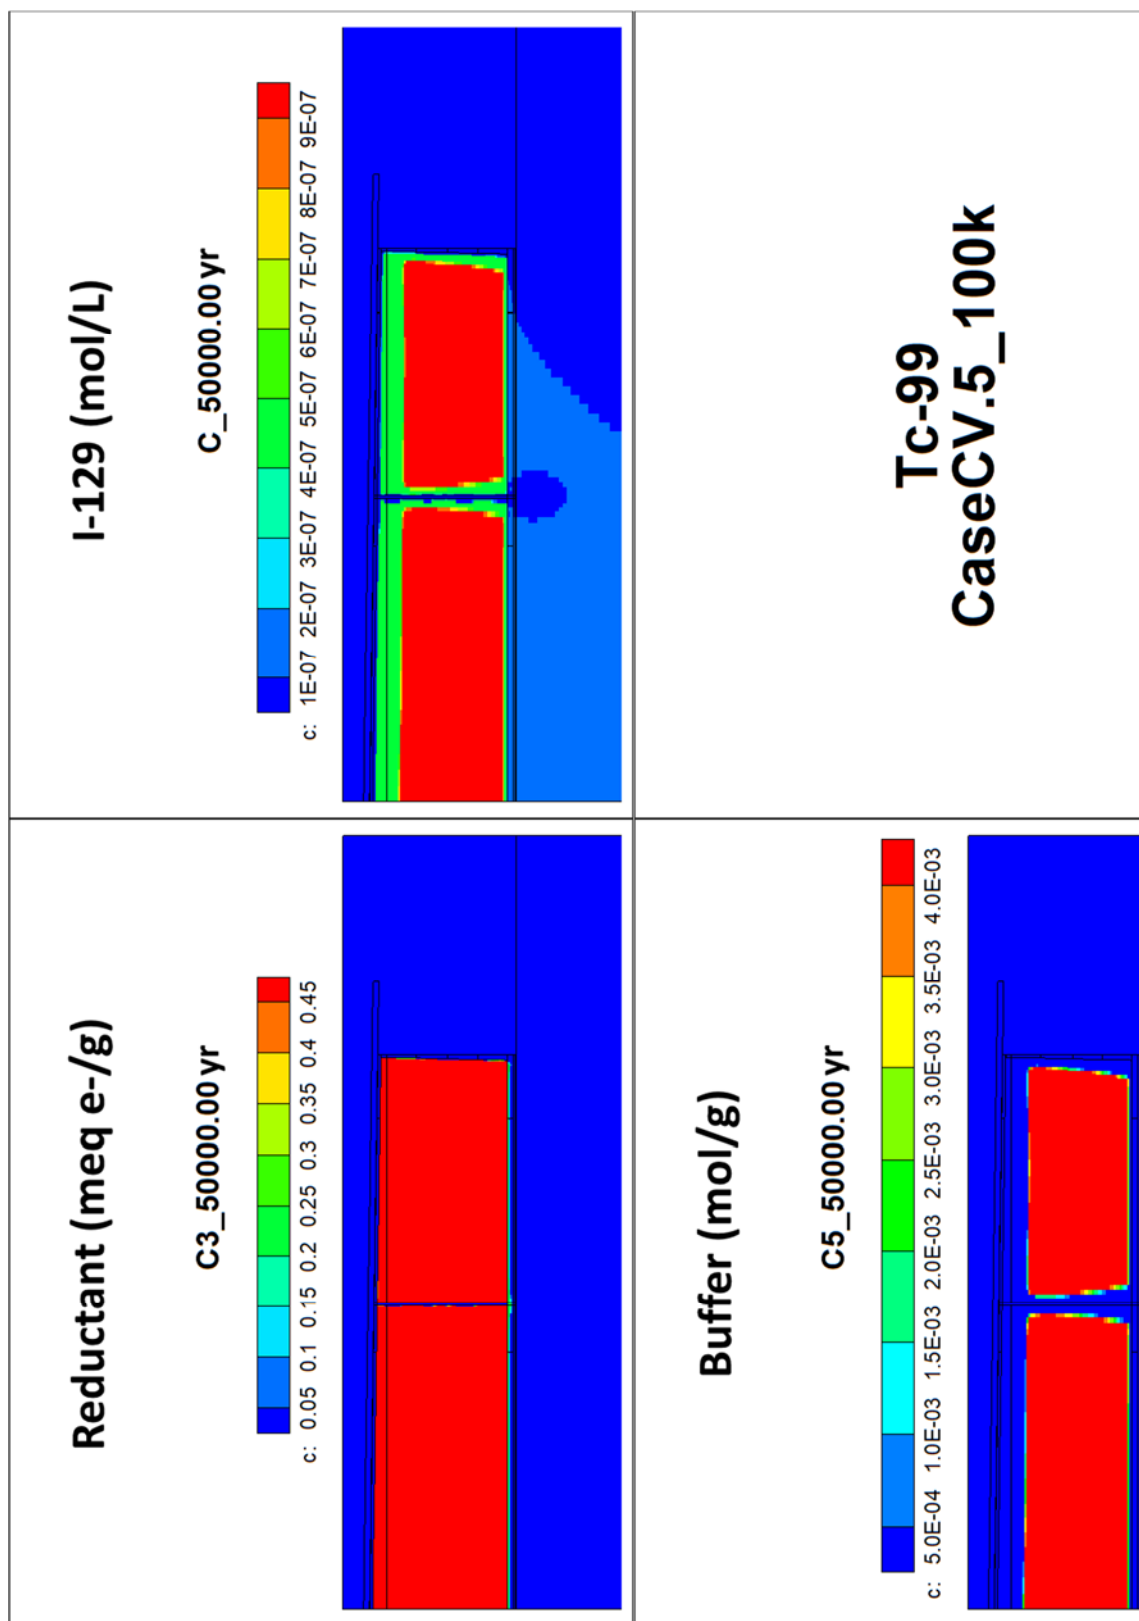 Reductant (meq e-/g)
C3_50000.00 yr
c: 0.05 0.1 0.15 0.2 0.25 0.3 0.35 0.4 0.45
I-129 (mol/L)
C_50000.00 yr
c: 1E-07 2E-07 3E-07 4E-07 5E-07 6E-07 7E-07 8E-07 9E-07
Buffer (mol/g)
C5_50000.00 yr
c: 5.0E-04 1.0E-03 1.5E-03 2.0E-03 2.5E-03 3.0E-03 3.5E-03 4.0E-03
Tc-99
CaseCV.5_100k